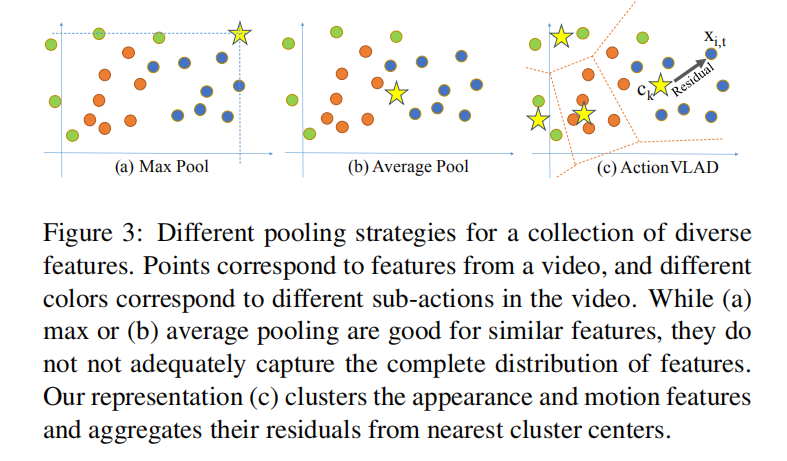 X_{i,t}
c_k
Residual
(a) Max Pool
(b) Average Pool
(c) ActionVLAD
Figure 3: Different pooling strategies for a collection of diverse
features. Points correspond to features from a video, and different
colors correspond to different sub-actions in the video. While (a)
max or (b) average pooling are good for similar features, they do
not not adequately capture the complete distribution of features.
Our representation (c) clusters the appearance and motion features
and aggregates their residuals from nearest cluster centers.